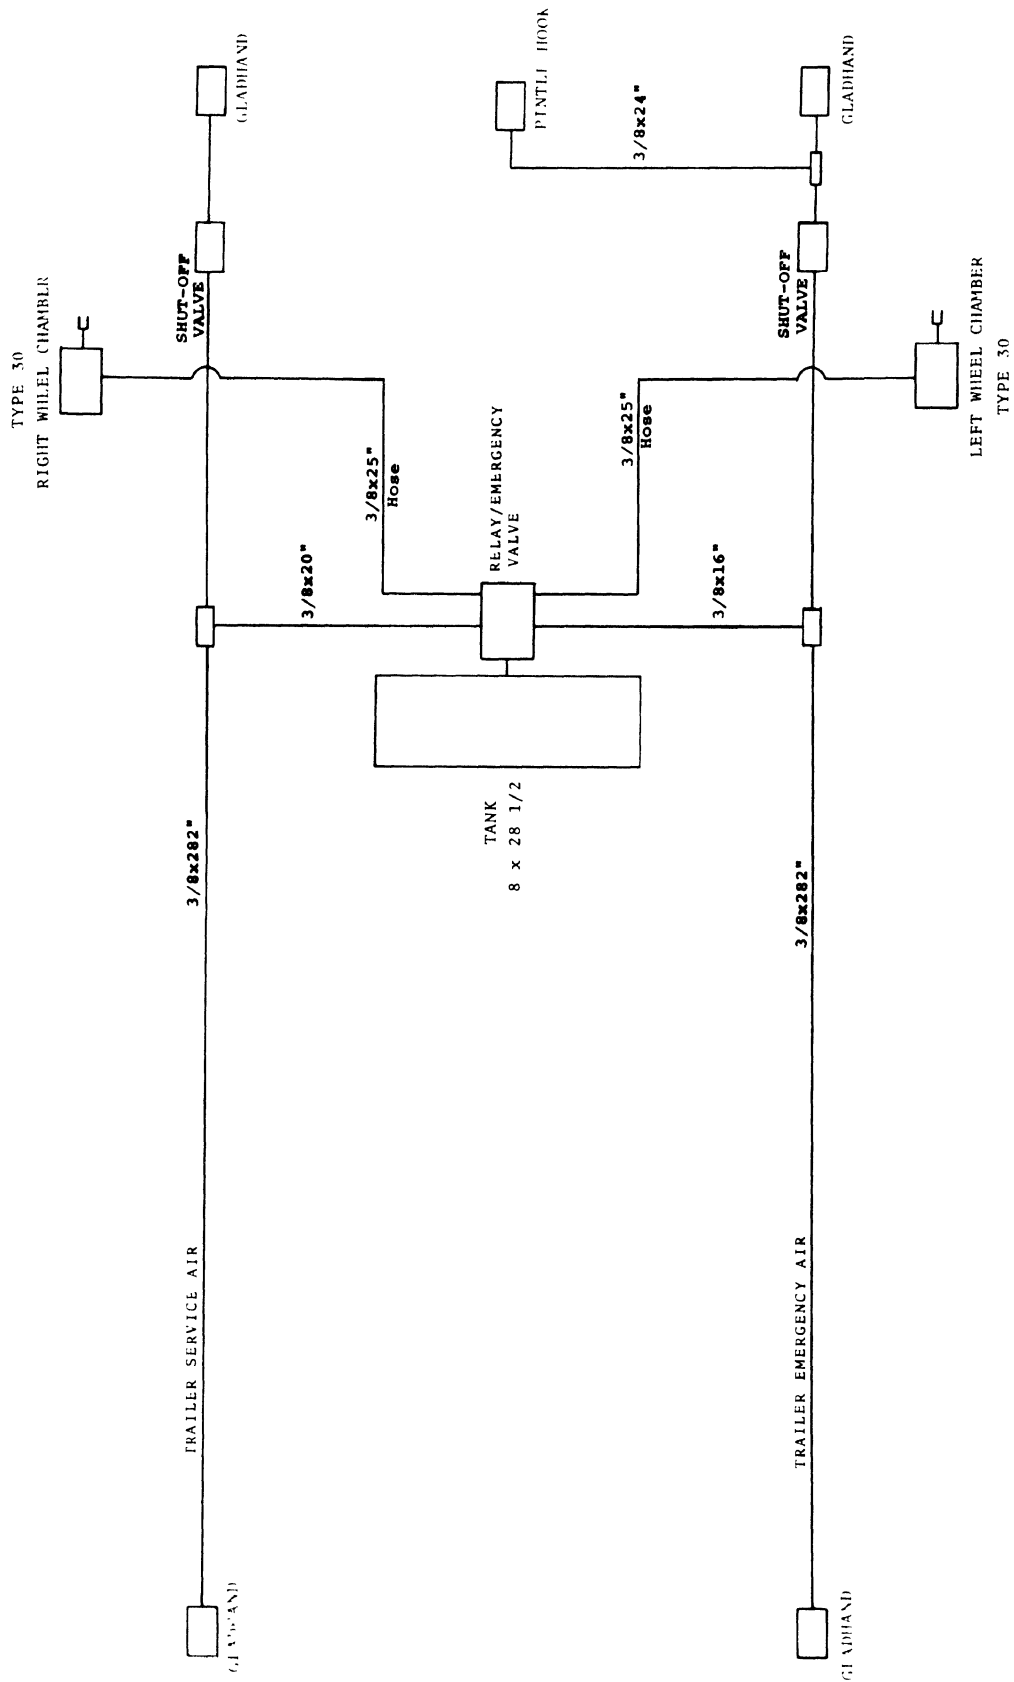 TYPE 30
RIGHT WHEEL CHAMBER
GLADHAND
SHUT-OFF
VALVE
3/8x282"
TRAILER SERVICE AIR
3/8x20"
3/8x25"
Hose
PINTLE HOOK
RELAY/EMERGENCY
VALVE
TANK
8 x 28 1/2
3/8x24"
3/8x25"
Hose
3/8x16"
GLADHAND
SHUT-OFF
VALVE
3/8x282"
TRAILER EMERGENCY AIR
GLADHAND
LEFT WHEEL CHAMBER
TYPE 30